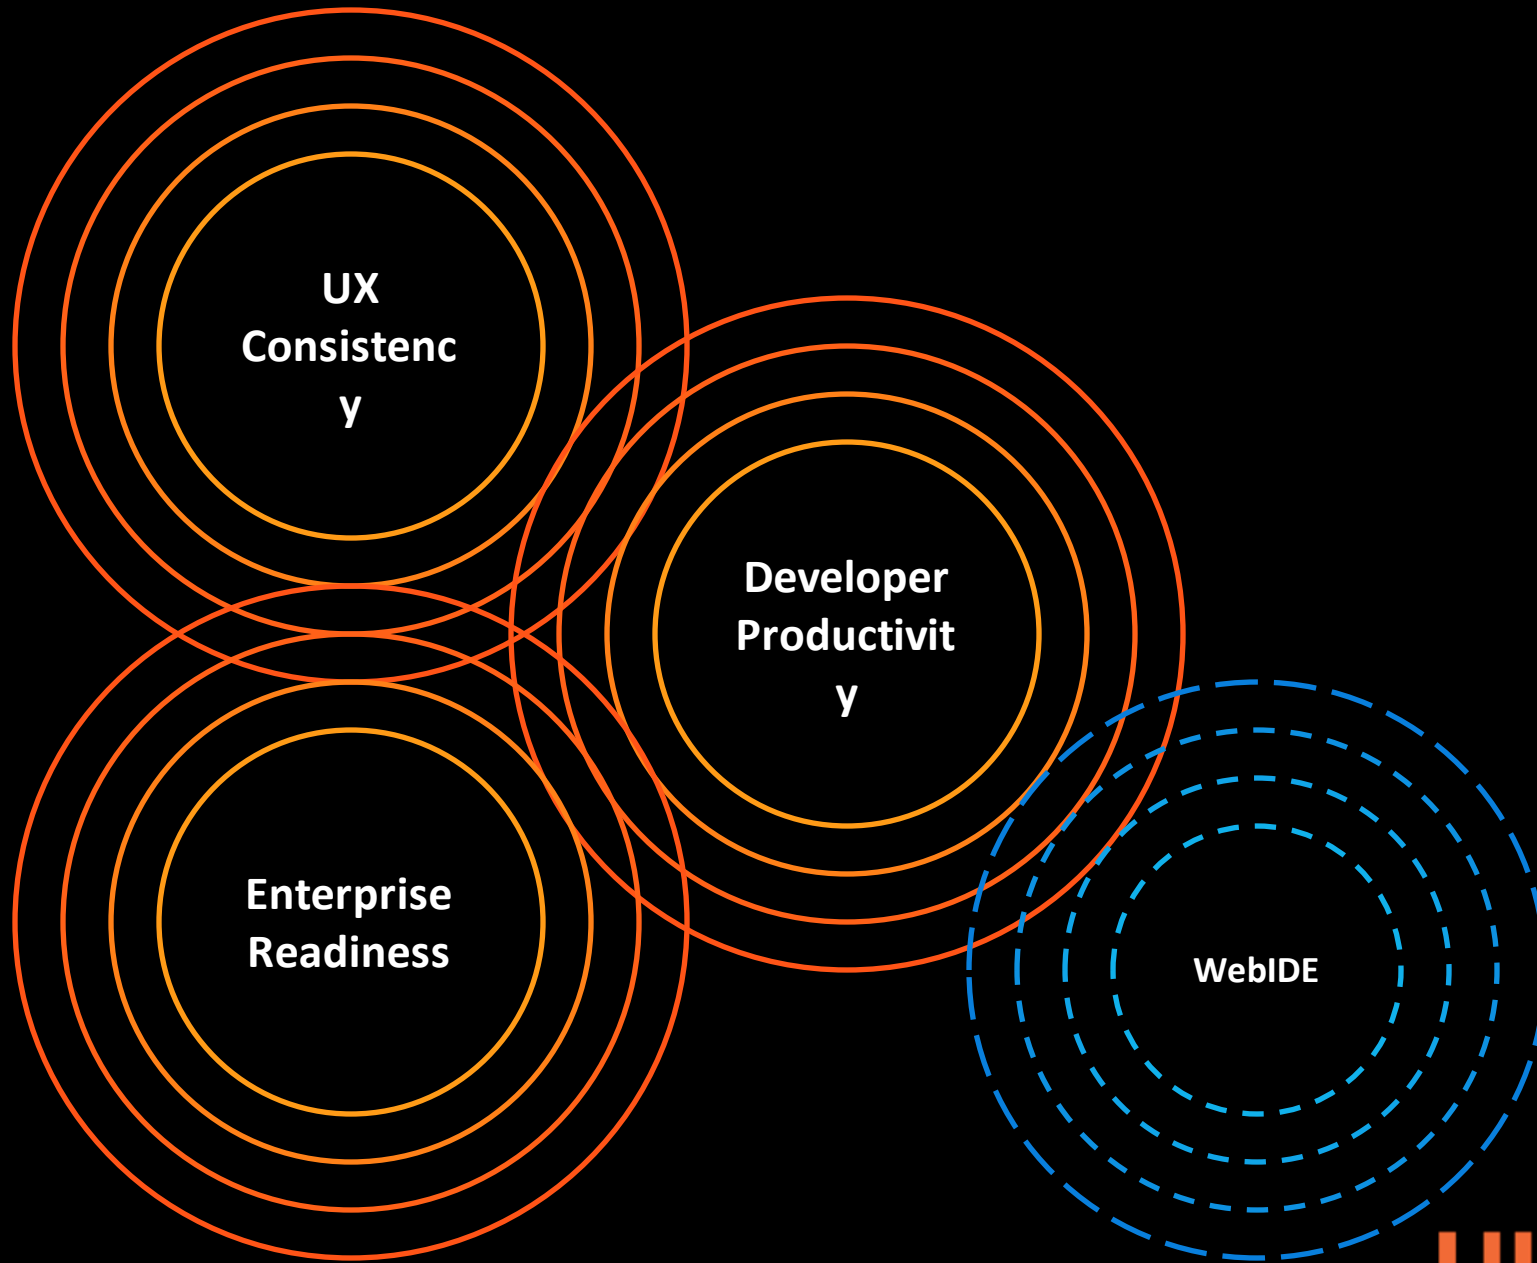 UX
Consistenc
y
Developer
Productivit
y
Enterprise
Readiness
WebIDE